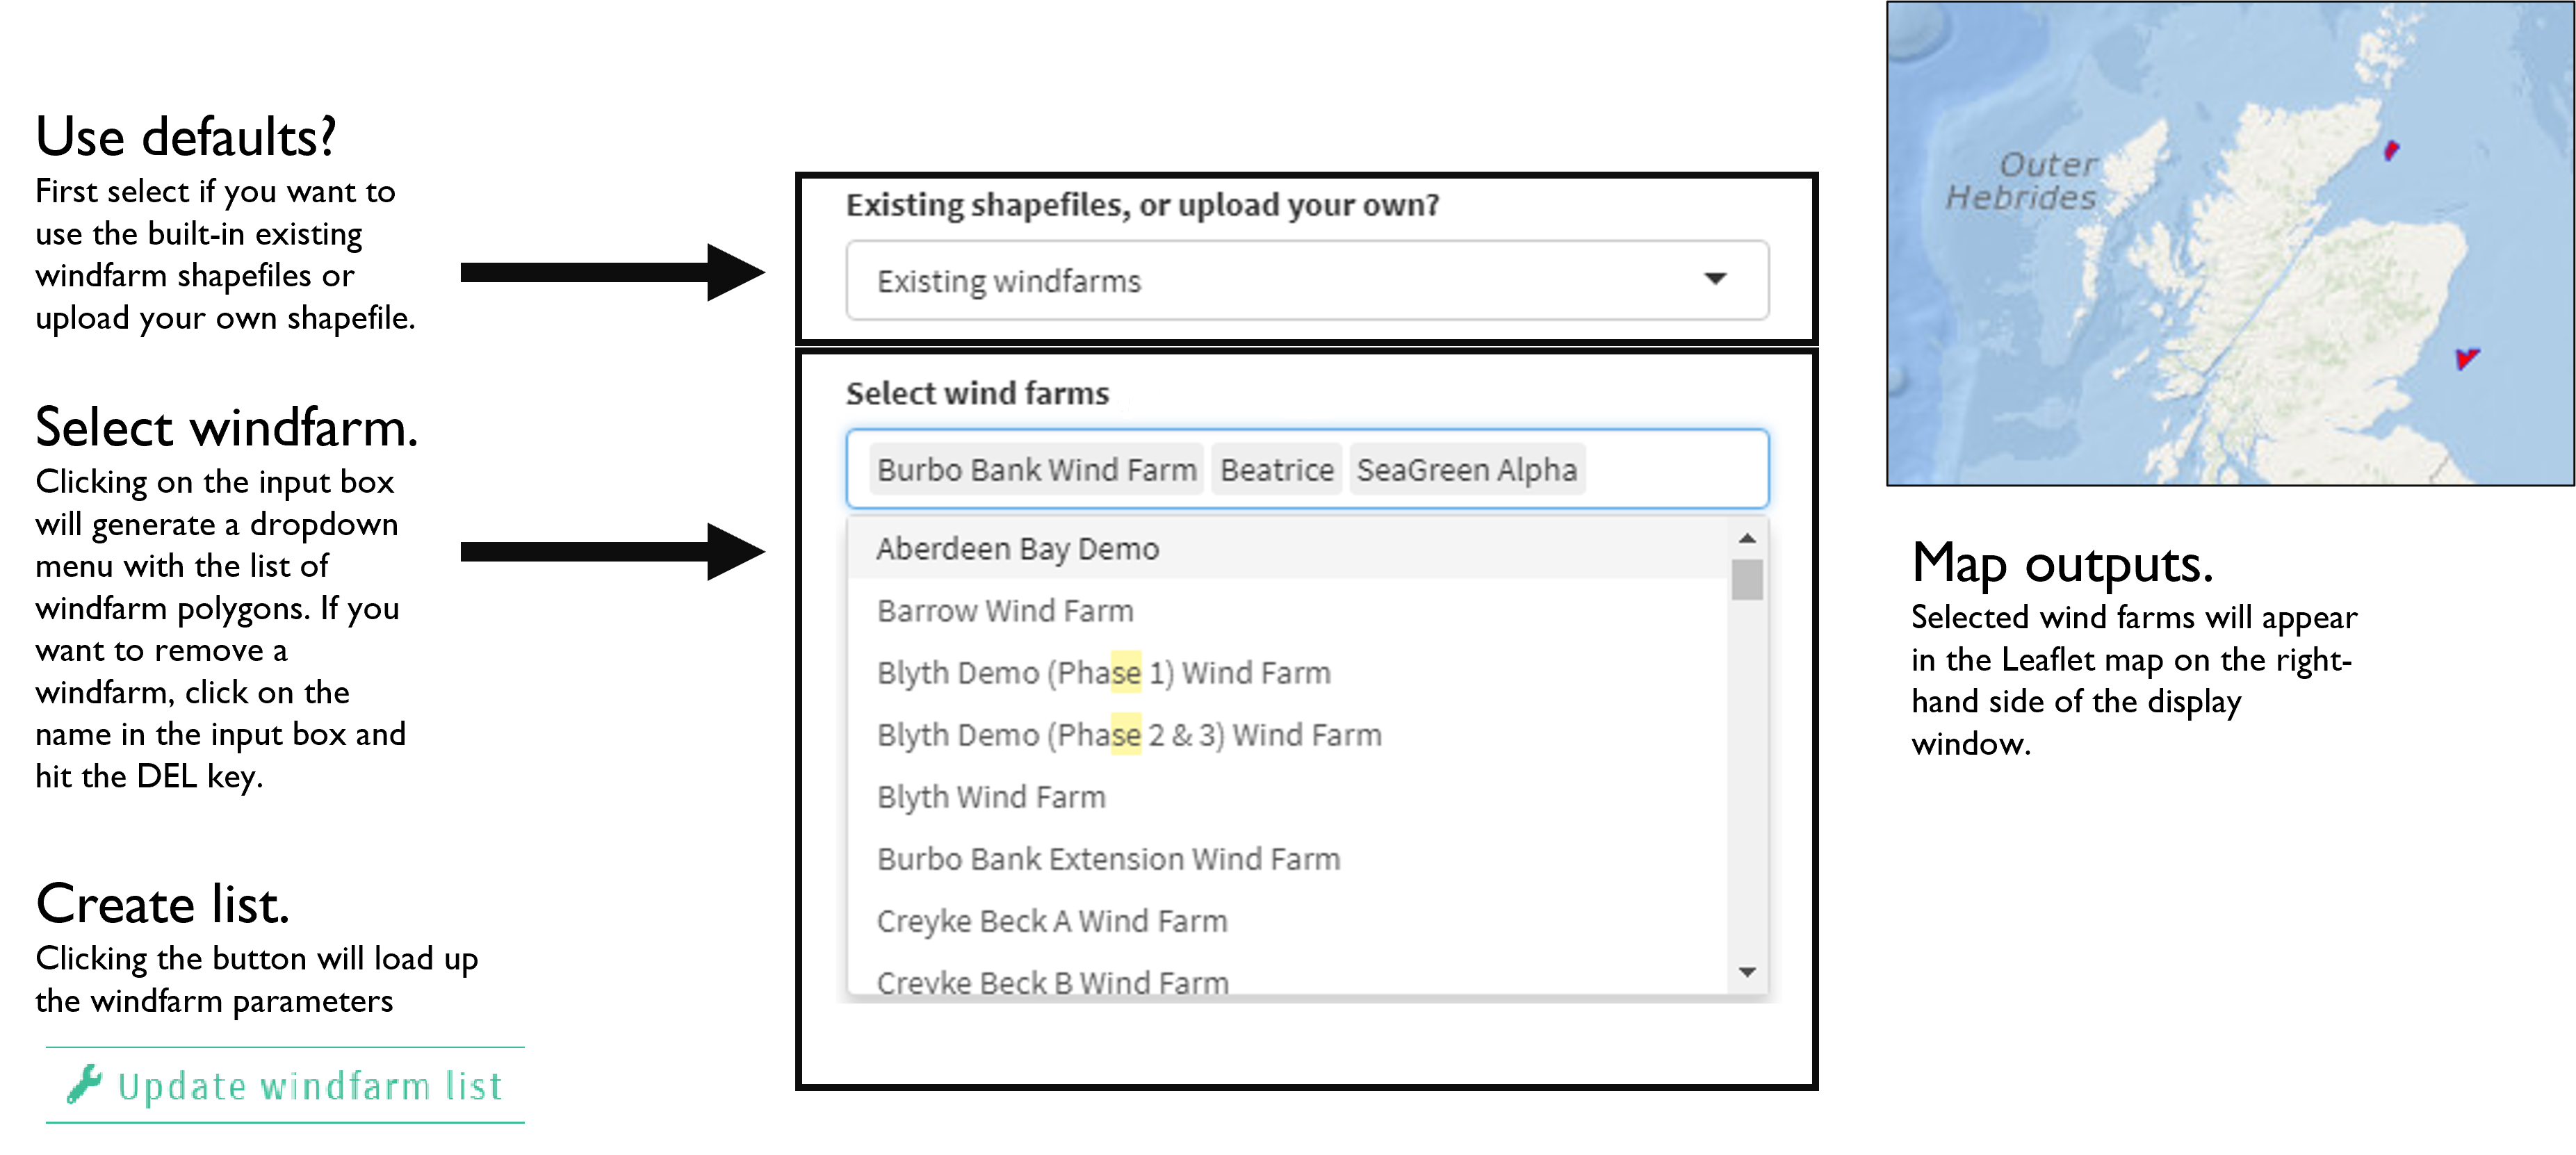 Use defaults?
First select if you want to
use the built-in existing
windfarm shapefiles or
upload your own shapefile.
Select windfarm.
Clicking on the input box
will generate a dropdown
menu with the list of
windfarm polygons. If you
want to remove a
windfarm, click on the
name in the input box and
hit the DEL key.
Create list.
Clicking the button will load up
the windfarm parameters
Update windfarm list
Existing shapefiles, or upload your own?
Existing windfarms
Select wind farms
Burbo Bank Wind Farm Beatrice SeaGreen Alpha
Aberdeen Bay Demo
Barrow Wind Farm
Blyth Demo (Phase 1) Wind Farm
Blyth Demo (Phase 2 & 3) Wind Farm
Blyth Wind Farm
Burbo Bank Extension Wind Farm
Creyke Beck A Wind Farm
Creyke Beck B Wind Farm
Outer
Hebrides
Map outputs.
Selected wind farms will appear
in the Leaflet map on the right-
hand side of the display
window.